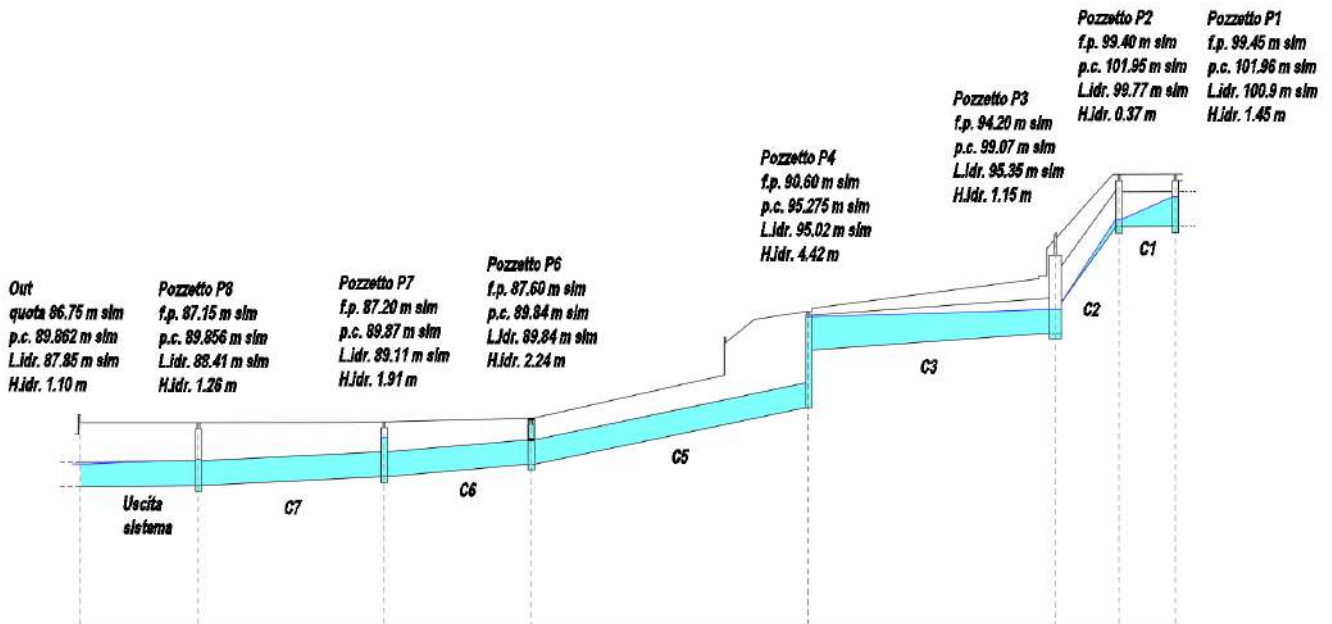 Out
quota 86.75 m slm
p.c. 89.862 m slm
L.idr. 87.85 m slm
H.idr. 1.10 m
Pozzetto P8
f.p. 87.15 m slm
p.c. 89.856 m slm
L.idr. 88.41 m slm
H.idr. 1.26 m
Pozzetto P7
f.p. 87.20 m slm
p.c. 89.87 m slm
L.idr. 89.11 m slm
H.idr. 1.91 m
Pozzetto P6
f.p. 87.60 m slm
p.c. 89.84 m slm
L.idr. 89.84 m slm
H.idr. 2.24 m
Pozzetto P4
f.p. 90.60 m slm
p.c. 95.275 m slm
L.idr. 95.02 m slm
H.idr. 4.42 m
Pozzetto P3
f.p. 94.20 m slm
p.c. 99.07 m slm
L.idr. 95.35 m slm
H.idr. 1.15 m
Pozzetto P2
f.p. 99.40 m slm
p.c. 101.95 m slm
L.idr. 99.77 m slm
H.idr. 0.37 m
Pozzetto P1
f.p. 99.45 m slm
p.c. 101.96 m slm
L.idr. 100.9 m slm
H.idr. 1.45 m
Uscita
sistema
C7
C6
C5
C3
C2
C1